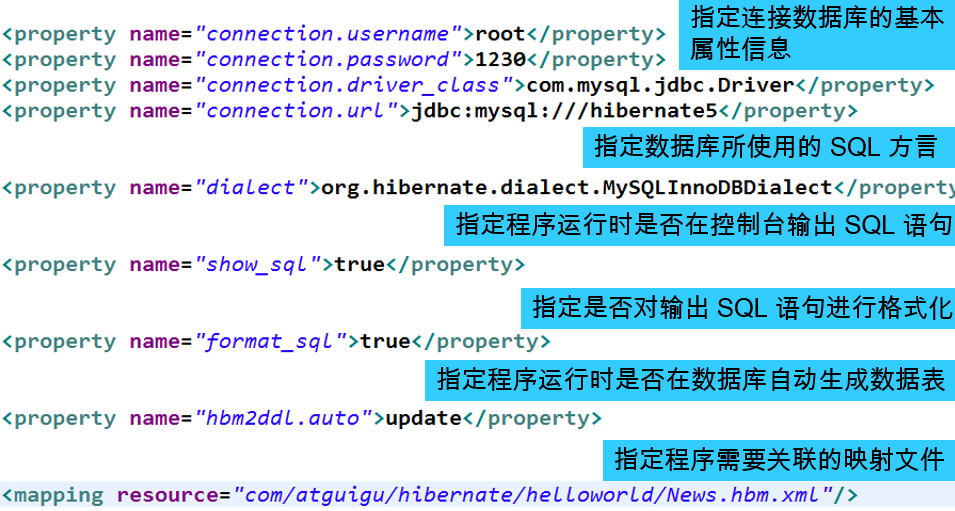 指定连接数据库的基本
属性信息
<property name="connection.username">root</property>
<property name="connection.password">1230</property>
<property name="connection.driver_class">com.mysql.jdbc.Driver</property>
<property name="connection.url">jdbc:mysql:///hibernate5</property>
指定数据库所使用的 SQL 方言
<property name="dialect">org.hibernate.dialect.MySQLInnoDBDialect</property
指定程序运行时是否在控制台输出 SQL 语句
<property name="show_sql">true</property>
指定是否对输出 SQL 语句进行格式化
<property name="format_sql">true</property>
指定程序运行时是否在数据库自动生成数据表
<property name="hbm2ddl.auto">update</property>
指定程序需要关联的映射文件
<mapping resource="com/atguigu/hibernate/helloworld/News.hbm.xml"/>